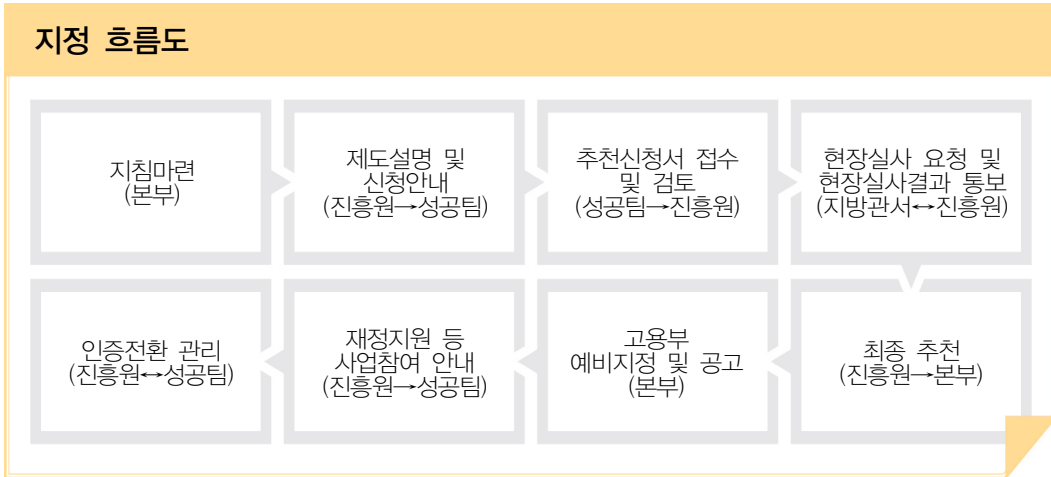 지정 흐름도
지침마련
(본부)
제도설명 및
신청안내
(진흥원→성공팀)
추천신청서 접수
및 검토
(성공팀→진흥원)
현장실사 요청 및
현장실사결과 통보
(지방관서↔진흥원)
최종 추천
(진흥원→본부)
고용부
예비지정 및 공고
(본부)
재정지원 등
사업참여 안내
(진흥원→성공팀)
인증전환 관리
(진흥원↔성공팀)